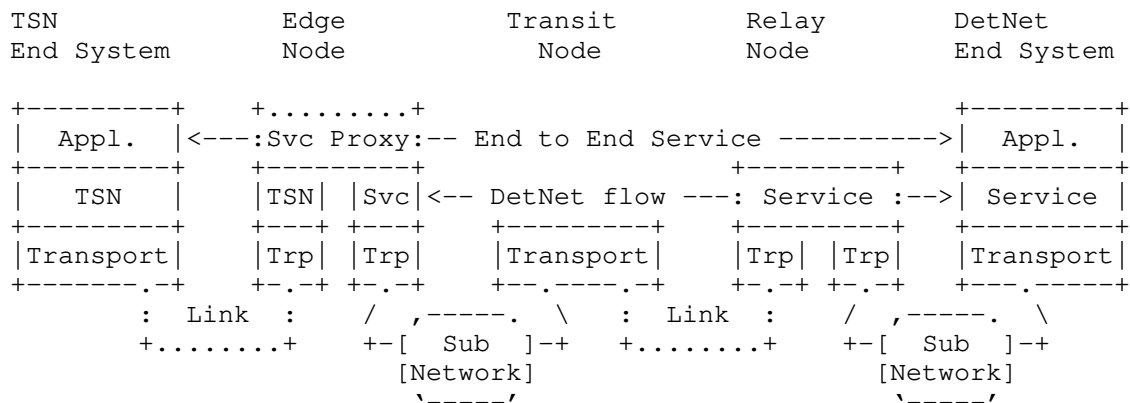 TSN Edge Transit Relay DetNet
End System Node Node Node End System
+---------+ +.........+ +---------+
| Appl. |<---:Svc Proxy:-- End to End Service ---------->| Appl. |
+---------+ +---------+ +---------+ +---------+
| TSN | |TSN| |Svc|<-- DetNet flow ---: Service :-->| Service |
+---------+ +---+ +---+ +---------+ +---------+ +---------+
|Transport| |Trp| |Trp| |Transport| |Trp| |Trp| |Transport|
+-------.-+ +-.-+ +-.-+ +--.----.-+ +-.-+ +-.-+ +---.-----+
: Link : / ,-----. \ : Link : / ,-----. \
+........+ +-[ Sub ]-+ +........+ +-[ Sub ]-+
[Network] [Network]
`-----' `-----'